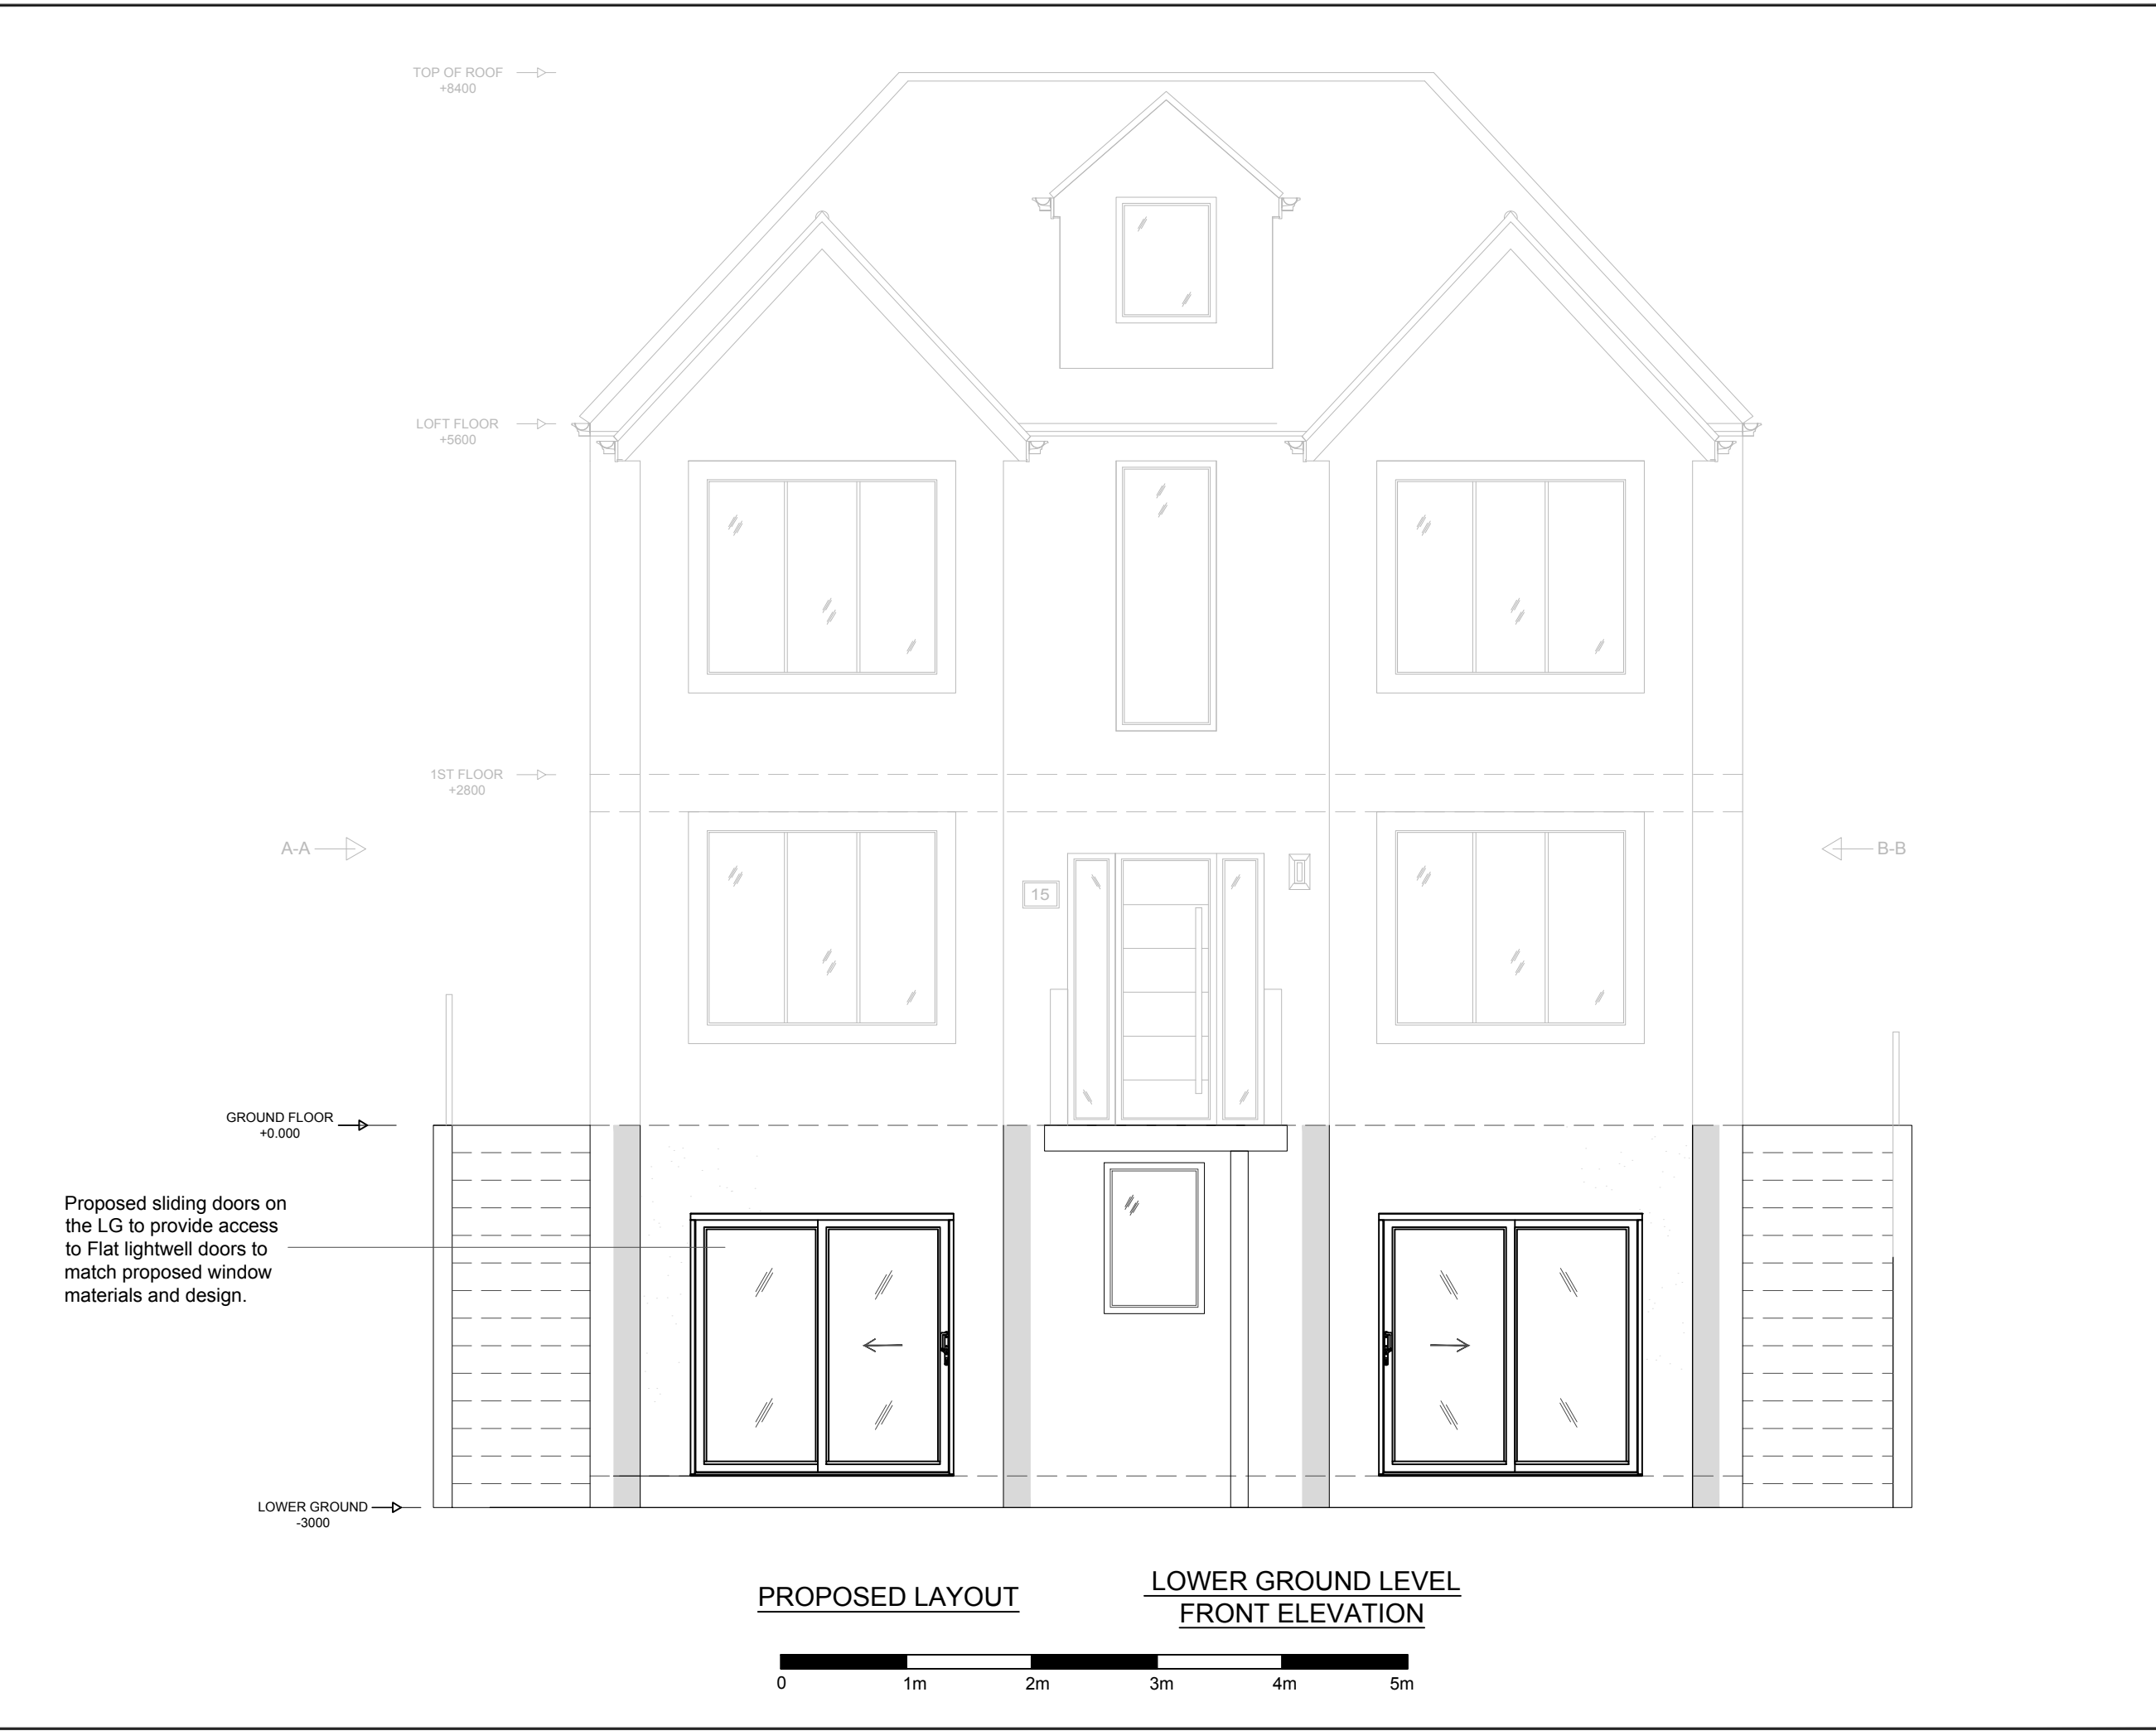 TOP OF ROOF
+8400
LOFT FLOOR
+5600
1ST FLOOR
+2800
A-A
B-B
15
GROUND FLOOR
+0.000
Proposed sliding doors on
the LG to provide access
to Flat lightwell doors to
match proposed window
materials and design.
LOWER GROUND
-3000
PROPOSED LAYOUT
LOWER GROUND LEVEL
FRONT ELEVATION
0 1m 2m 3m 4m 5m